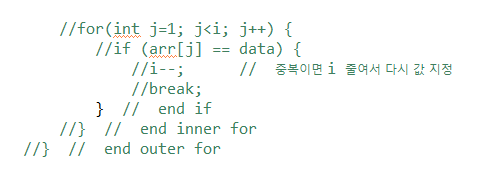 //for(int j=1; j<i; j++) {
//if (arr[j] == data) {
//i--; // 중복이면 i 줄여서 다시 값 지정
//break;
} // end if
//} // end inner for
//} // end outer for